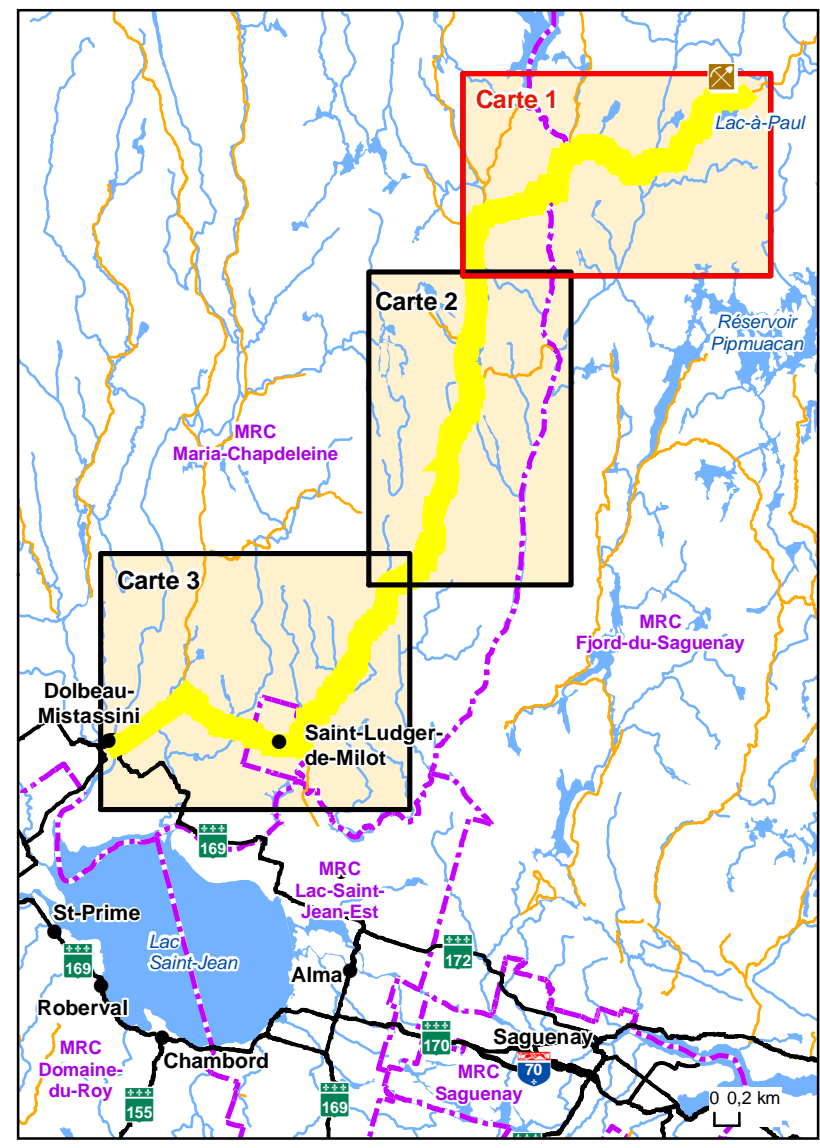 Carte 1
Lac-à-Paul
Carte 2
Réservoir
Pipmuacan
MRC
Maria-Chapdeleine
Carte 3
MRC
Fjord-du-Saguenay
Dolbeau-
Mistassini
Saint-Ludger-
de-Milot
169
MRC
Lac-Saint-
Jean-Est
St-Prime
Lac
Saint-Jean
172
169
Alma
Roberval
Saguenay
170
MRC
Domaine-
du-Roy
Chambord
70
MRC
Saguenay
155
169
0 0,2 km